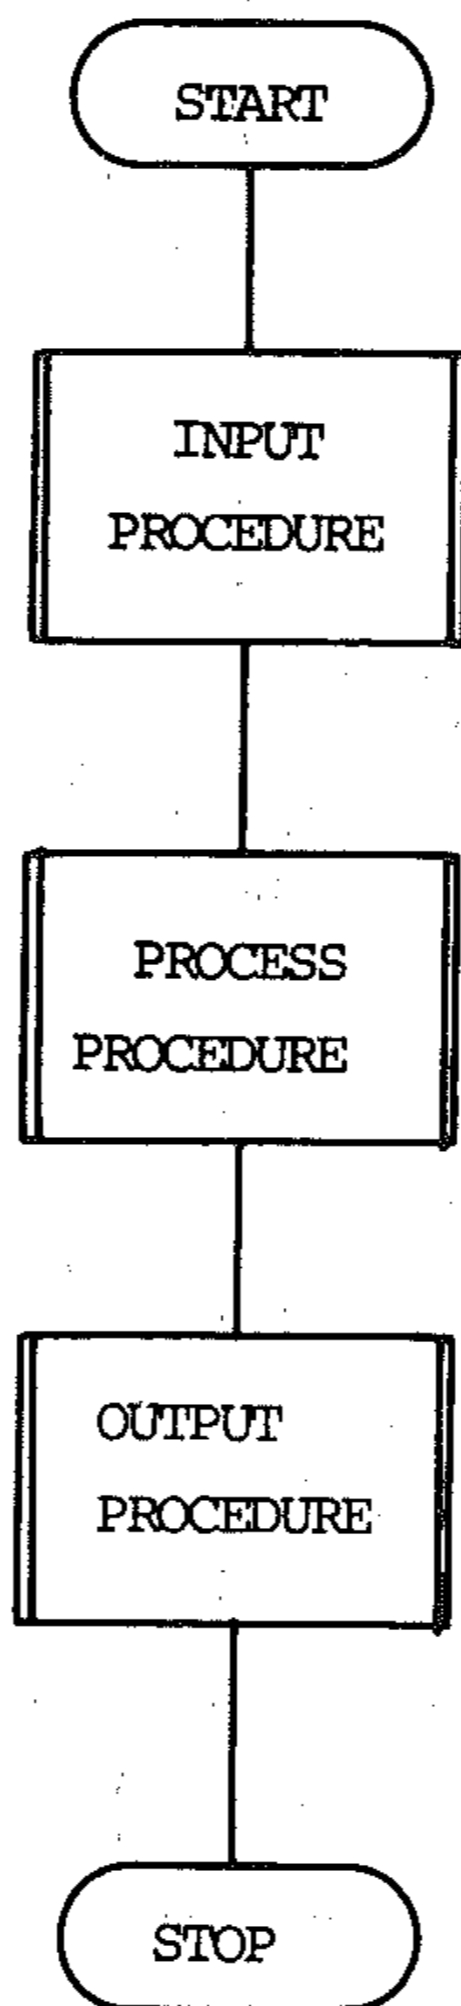 START
INPUT
PROCEDURE
PROCESS
PROCEDURE
OUTPUT
PROCEDURE
STOP